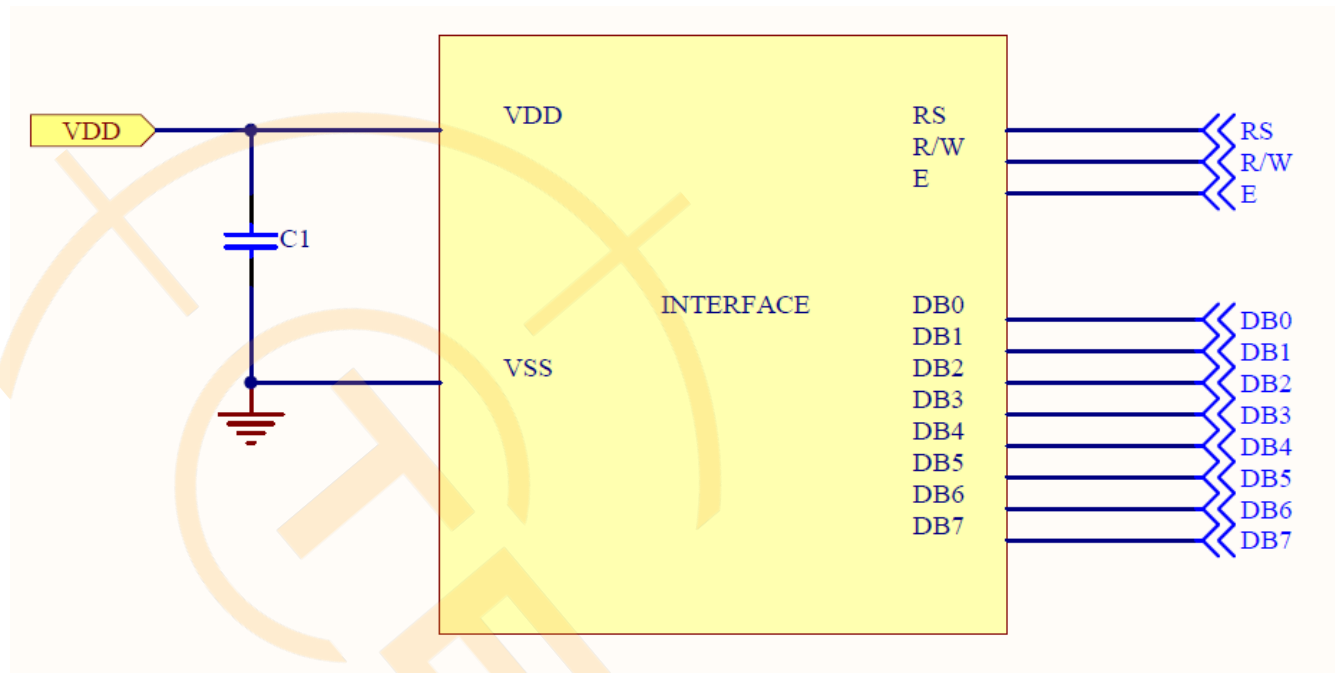 VDD
C1
VDD
VSS
INTERFACE
RS
R/W
E
DB0
DB1
DB2
DB3
DB4
DB5
DB6
DB7
RS
R/W
E
DB0
DB1
DB2
DB3
DB4
DB5
DB6
DB7